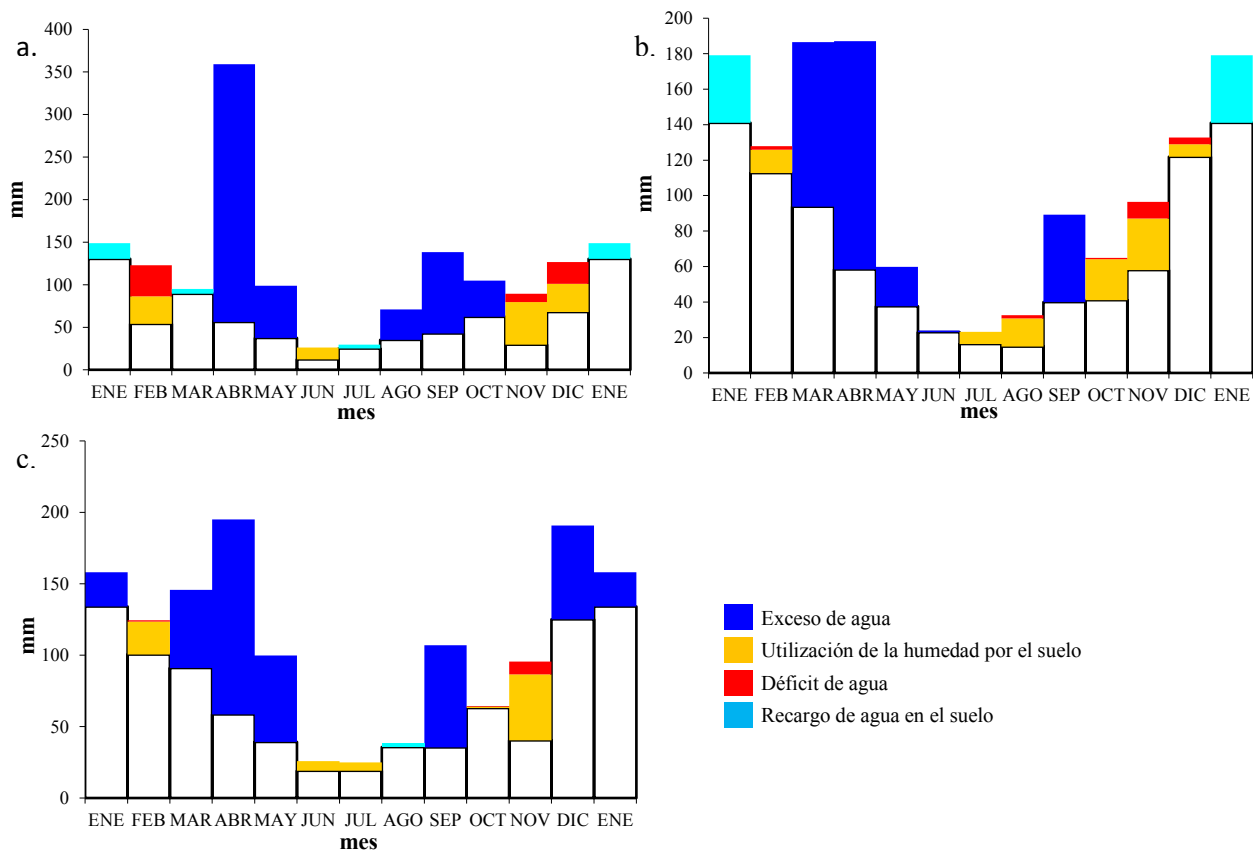 a.
400
350
300
250
200
150
100
50
0
mm
ENE FEB MAR ABR MAY JUN JUL AGO SEP OCT NOV DIC ENE
mes
b.
200
180
160
140
120
100
80
60
40
20
0
mm
ENE FEB MAR ABR MAY JUN JUL AGO SEP OCT NOV DIC ENE
mes
c.
250
200
150
100
50
0
mm
ENE FEB MAR ABR MAY JUN JUL AGO SEP OCT NOV DIC ENE
mes
Exceso de agua
Utilización de la humedad por el suelo
Déficit de agua
Recargo de agua en el suelo